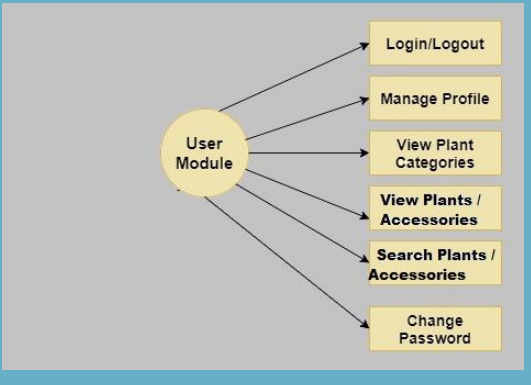 Login/Logout
Manage Profile
User
Module
View Plant
Categories
View Plants /
Accessories
Search Plants /
Accessories
Change
Password